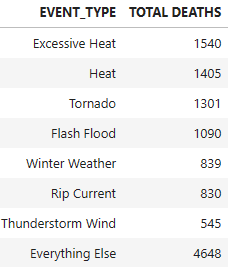 EVENT_TYPE TOTAL DEATHS
Excessive Heat 1540
Heat 1405
Tornado 1301
Flash Flood 1090
Winter Weather 839
Rip Current 830
Thunderstorm Wind 545
Everything Else 4648